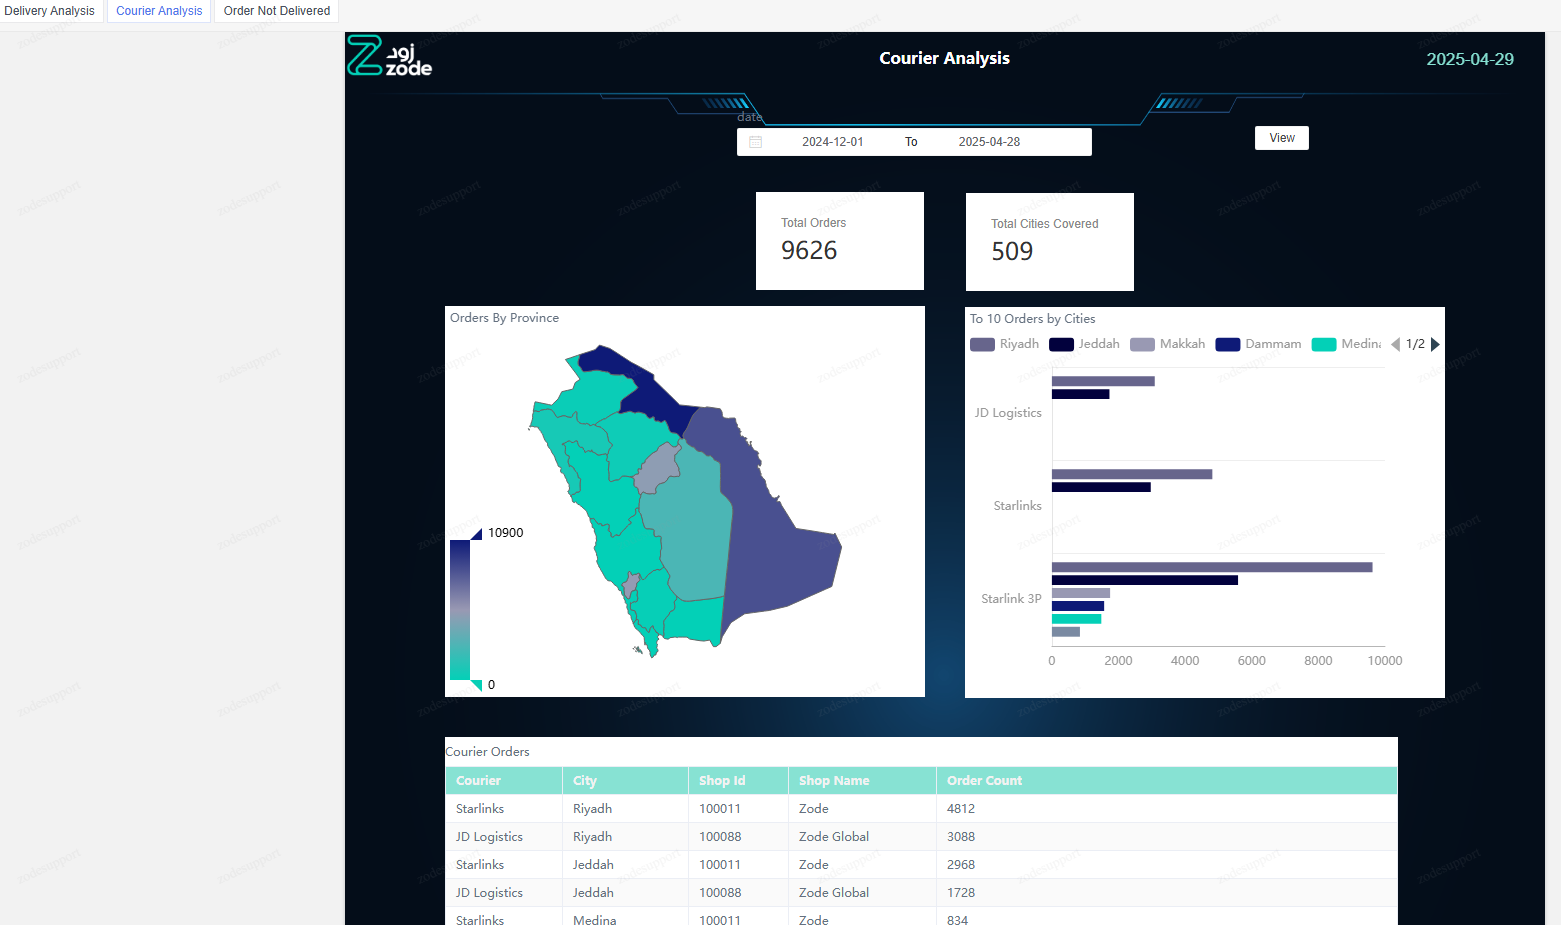 Delivery Analysis Courier Analysis Order Not Delivered
زود
zode
Courier Analysis
2025-04-29
date
2024-12-01 To 2025-04-28
View
Total Orders
9626
Total Cities Covered
509
Orders By Province
10900
0
To 10 Orders by Cities
Riyadh Jeddah Makkah Dammam Medina 1/2
JD Logistics
Starlinks
Starlink 3P
0 2000 4000 6000 8000 10000
Courier Orders
Courier City Shop Id Shop Name Order Count
Starlinks Riyadh 100011 Zode 4812
JD Logistics Riyadh 100088 Zode Global 3088
Starlinks Jeddah 100011 Zode 2968
JD Logistics Jeddah 100088 Zode Global 1728
Starlinks Medina 100011 Zode 834
zodesupport